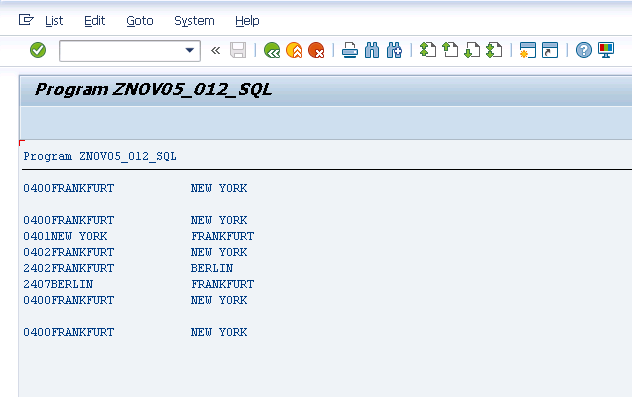 List Edit Goto System Help
Program ZNOV05_012_SQL
Program ZNOV05_012_SQL
0400FRANKFURT NEW YORK
0400FRANKFURT NEW YORK
0401NEW YORK FRANKFURT
0402FRANKFURT NEW YORK
2402FRANKFURT BERLIN
2407BERLIN FRANKFURT
0400FRANKFURT NEW YORK
0400FRANKFURT NEW YORK